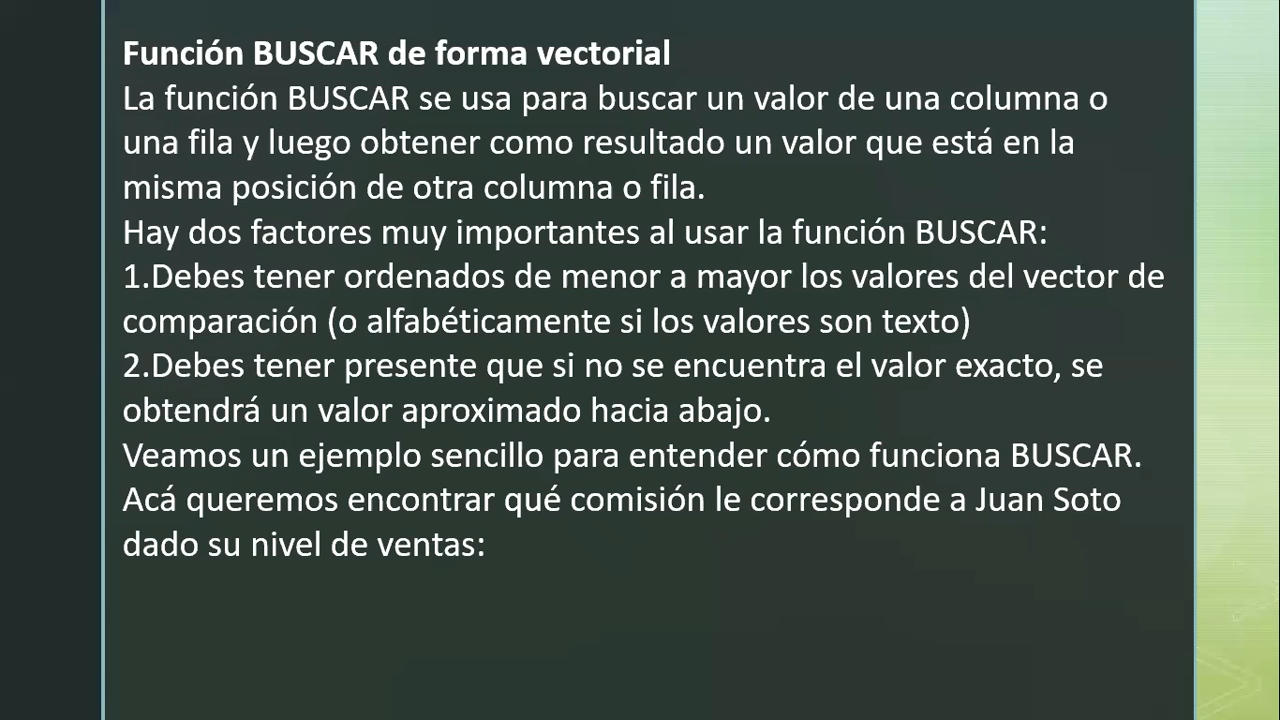 Función BUSCAR de forma vectorial
La función BUSCAR se usa para buscar un valor de una columna o
una fila y luego obtener como resultado un valor que está en la
misma posición de otra columna o fila.
Hay dos factores muy importantes al usar la función BUSCAR:
1.Debes tener ordenados de menor a mayor los valores del vector de
comparación (o alfabéticamente si los valores son texto)
2.Debes tener presente que si no se encuentra el valor exacto, se
obtendrá un valor aproximado hacia abajo.
Veamos un ejemplo sencillo para entender cómo funciona BUSCAR.
Acá queremos encontrar qué comisión le corresponde a Juan Soto
dado su nivel de ventas: